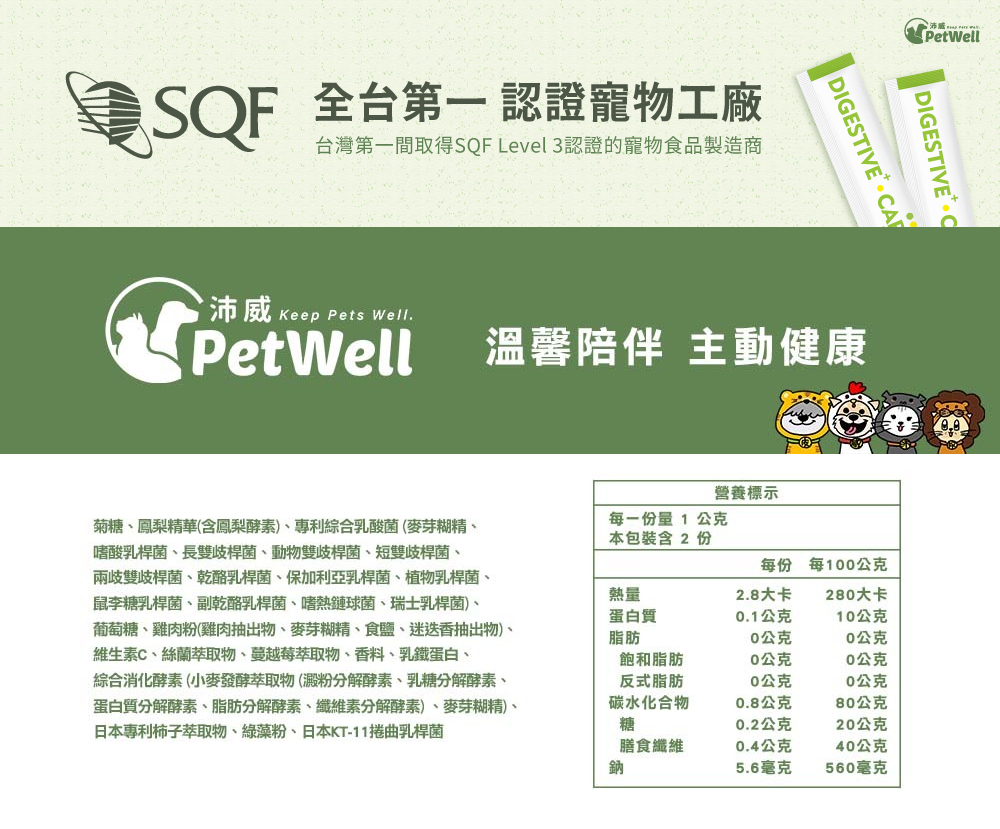 沛威 Keep Pets Well.
PetWell
SQF
全台第一 認證寵物工廠
台灣第一間取得SQF Level 3認證的寵物食品製造商
DIGESTIVE⁺•CAR
DIGESTIVE⁺•C
沛威 Keep Pets Well.
PetWell
溫馨陪伴 主動健康
菊糖、鳳梨精華(含鳳梨酵素)、專利綜合乳酸菌 (麥芽糊精、
嗜酸乳桿菌、長雙歧桿菌、動物雙歧桿菌、短雙歧桿菌、
兩歧雙歧桿菌、乾酪乳桿菌、保加利亞乳桿菌、植物乳桿菌、
鼠李糖乳桿菌、副乾酪乳桿菌、嗜熱鏈球菌、瑞士乳桿菌)、
葡萄糖、雞肉粉(雞肉抽出物、麥芽糊精、食鹽、迷迭香抽出物)、
維生素C、絲蘭萃取物、蔓越莓萃取物、香料、乳鐵蛋白、
綜合消化酵素 (小麥發酵萃取物 (澱粉分解酵素、乳糖分解酵素、
蛋白質分解酵素、脂肪分解酵素、纖維素分解酵素) 、麥芽糊精)、
日本專利柿子萃取物、綠藻粉、日本KT-11捲曲乳桿菌
營養標示
每一份量 1 公克
本包裝含 2 份
每份 每100公克
熱量 2.8大卡 280大卡
蛋白質 0.1公克 10公克
脂肪 0公克 0公克
飽和脂肪 0公克 0公克
反式脂肪 0公克 0公克
碳水化合物 0.8公克 80公克
糖 0.2公克 20公克
膳食纖維 0.4公克 40公克
鈉 5.6毫克 560毫克